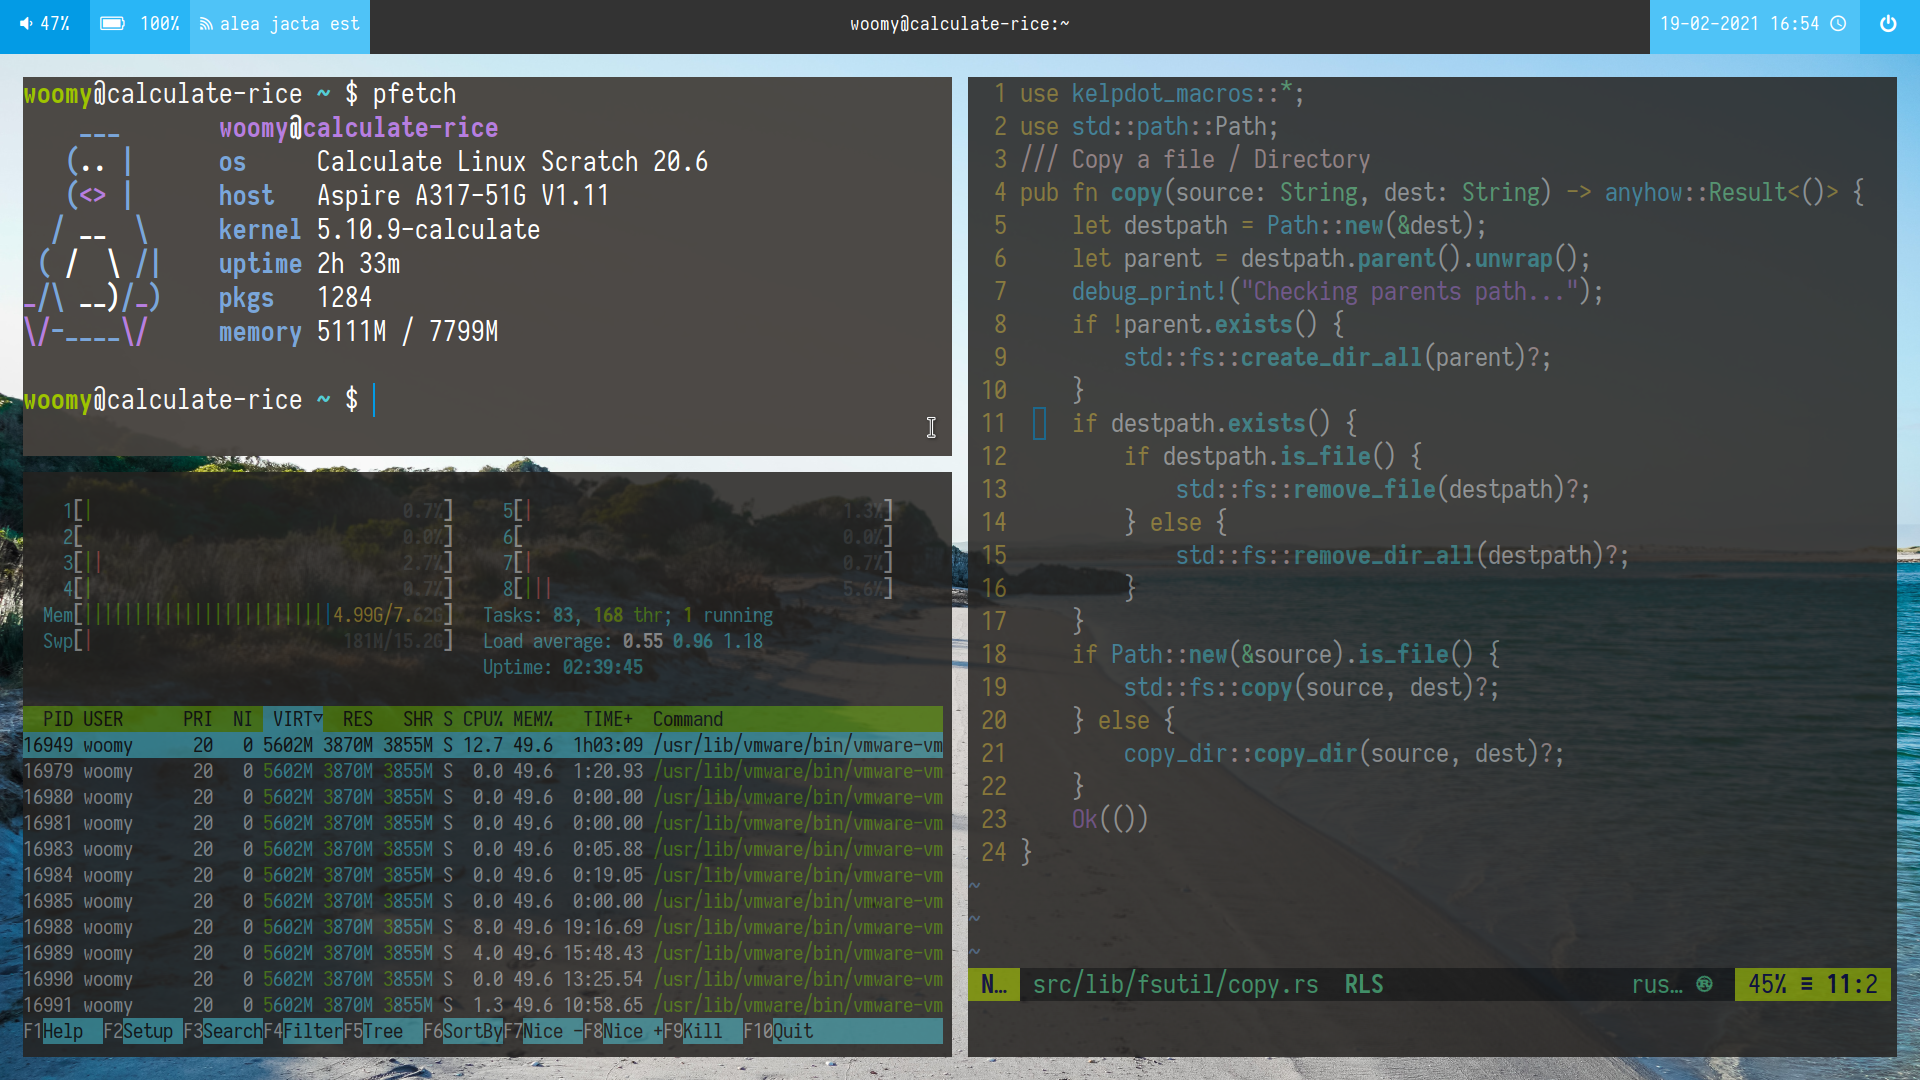 47% 100% alea jacta est woomy@calculate-rice:~ 19-02-2021 16:54
woomy@calculate-rice ~ $ pfetch
woomy@calculate-rice
os Calculate Linux Scratch 20.6
host Aspire A317-51G V1.11
kernel 5.10.9-calculate
uptime 2h 33m
pkgs 1284
memory 5111M / 7799M
woomy@calculate-rice ~ $
1[| 0.7%] 5[| 1.3%]
2[ 0.0%] 6[ 0.0%]
3[|| 2.7%] 7[| 0.7%]
4[| 0.7%] 8[||| 5.6%]
Mem[|||||||||||||||||||||||||4.99G/7.62G] Tasks: 83, 168 thr; 1 running
Swp[| 181M/15.2G] Load average: 0.55 0.96 1.18
Uptime: 02:39:45
PID USER PRI NI VIRT▽ RES SHR S CPU% MEM% TIME+ Command
16949 woomy 20 0 5602M 3870M 3855M S 12.7 49.6 1h03:09 /usr/lib/vmware/bin/vmware-vm
16979 woomy 20 0 5602M 3870M 3855M S 0.0 49.6 1:20.93 /usr/lib/vmware/bin/vmware-vm
16980 woomy 20 0 5602M 3870M 3855M S 0.0 49.6 0:00.00 /usr/lib/vmware/bin/vmware-vm
16981 woomy 20 0 5602M 3870M 3855M S 0.0 49.6 0:00.00 /usr/lib/vmware/bin/vmware-vm
16983 woomy 20 0 5602M 3870M 3855M S 0.0 49.6 0:05.88 /usr/lib/vmware/bin/vmware-vm
16984 woomy 20 0 5602M 3870M 3855M S 0.0 49.6 0:19.05 /usr/lib/vmware/bin/vmware-vm
16985 woomy 20 0 5602M 3870M 3855M S 0.0 49.6 0:00.00 /usr/lib/vmware/bin/vmware-vm
16988 woomy 20 0 5602M 3870M 3855M S 8.0 49.6 19:16.69 /usr/lib/vmware/bin/vmware-vm
16989 woomy 20 0 5602M 3870M 3855M S 4.0 49.6 15:48.43 /usr/lib/vmware/bin/vmware-vm
16990 woomy 20 0 5602M 3870M 3855M S 0.0 49.6 13:25.54 /usr/lib/vmware/bin/vmware-vm
16991 woomy 20 0 5602M 3870M 3855M S 1.3 49.6 10:58.65 /usr/lib/vmware/bin/vmware-vm
F1Help F2Setup F3SearchF4FilterF5Tree F6SortByF7Nice -F8Nice +F9Kill F10Quit
1 use kelpdot_macros::*;
2 use std::path::Path;
3 /// Copy a file / Directory
4 pub fn copy(source: String, dest: String) -> anyhow::Result<()> {
5     let destpath = Path::new(&dest);
6     let parent = destpath.parent().unwrap();
7     debug_print!("Checking parents path...");
8     if !parent.exists() {
9         std::fs::create_dir_all(parent)?;
10     }
11     if destpath.exists() {
12         if destpath.is_file() {
13             std::fs::remove_file(destpath)?;
14         } else {
15             std::fs::remove_dir_all(destpath)?;
16         }
17     }
18     if Path::new(&source).is_file() {
19         std::fs::copy(source, dest)?;
20     } else {
21         copy_dir::copy_dir(source, dest)?;
22     }
23     Ok(())
24 }
~
~
~
N… src/lib/fsutil/copy.rs RLS rus… 45% ≡ 11:2